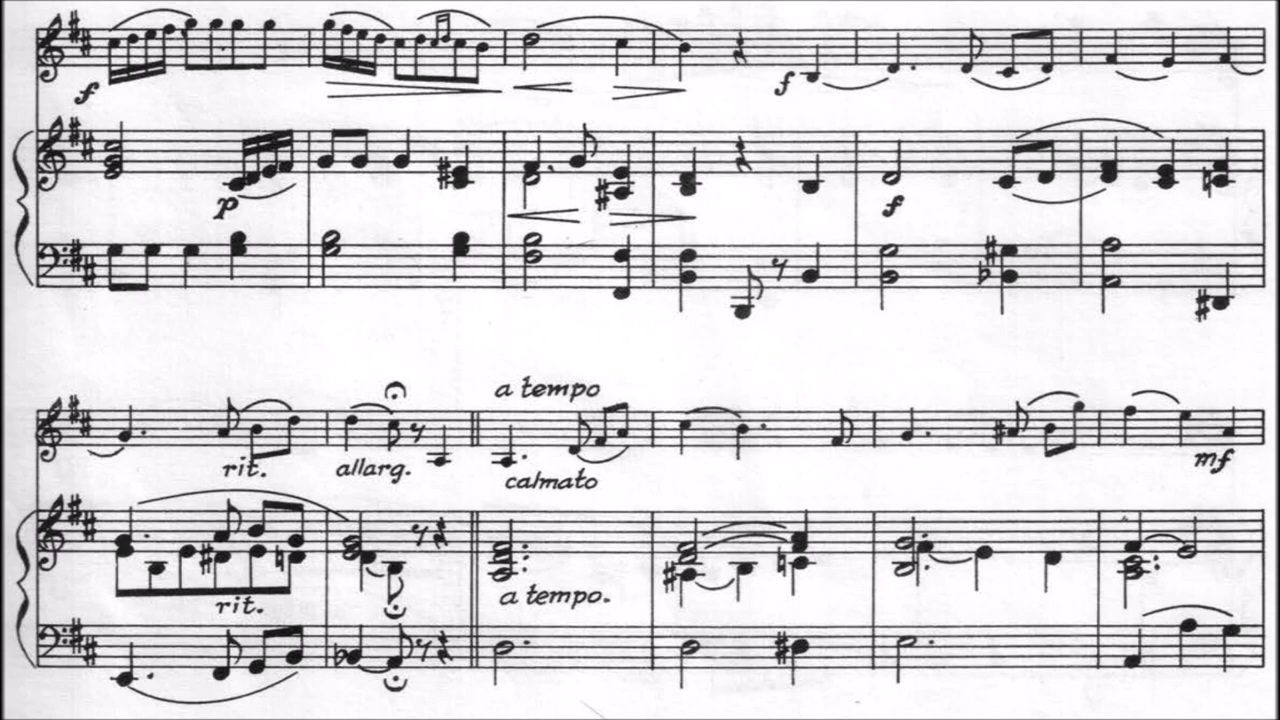 f
f
p
f
a tempo
rit. allarg. calmato mf
rit. a tempo.